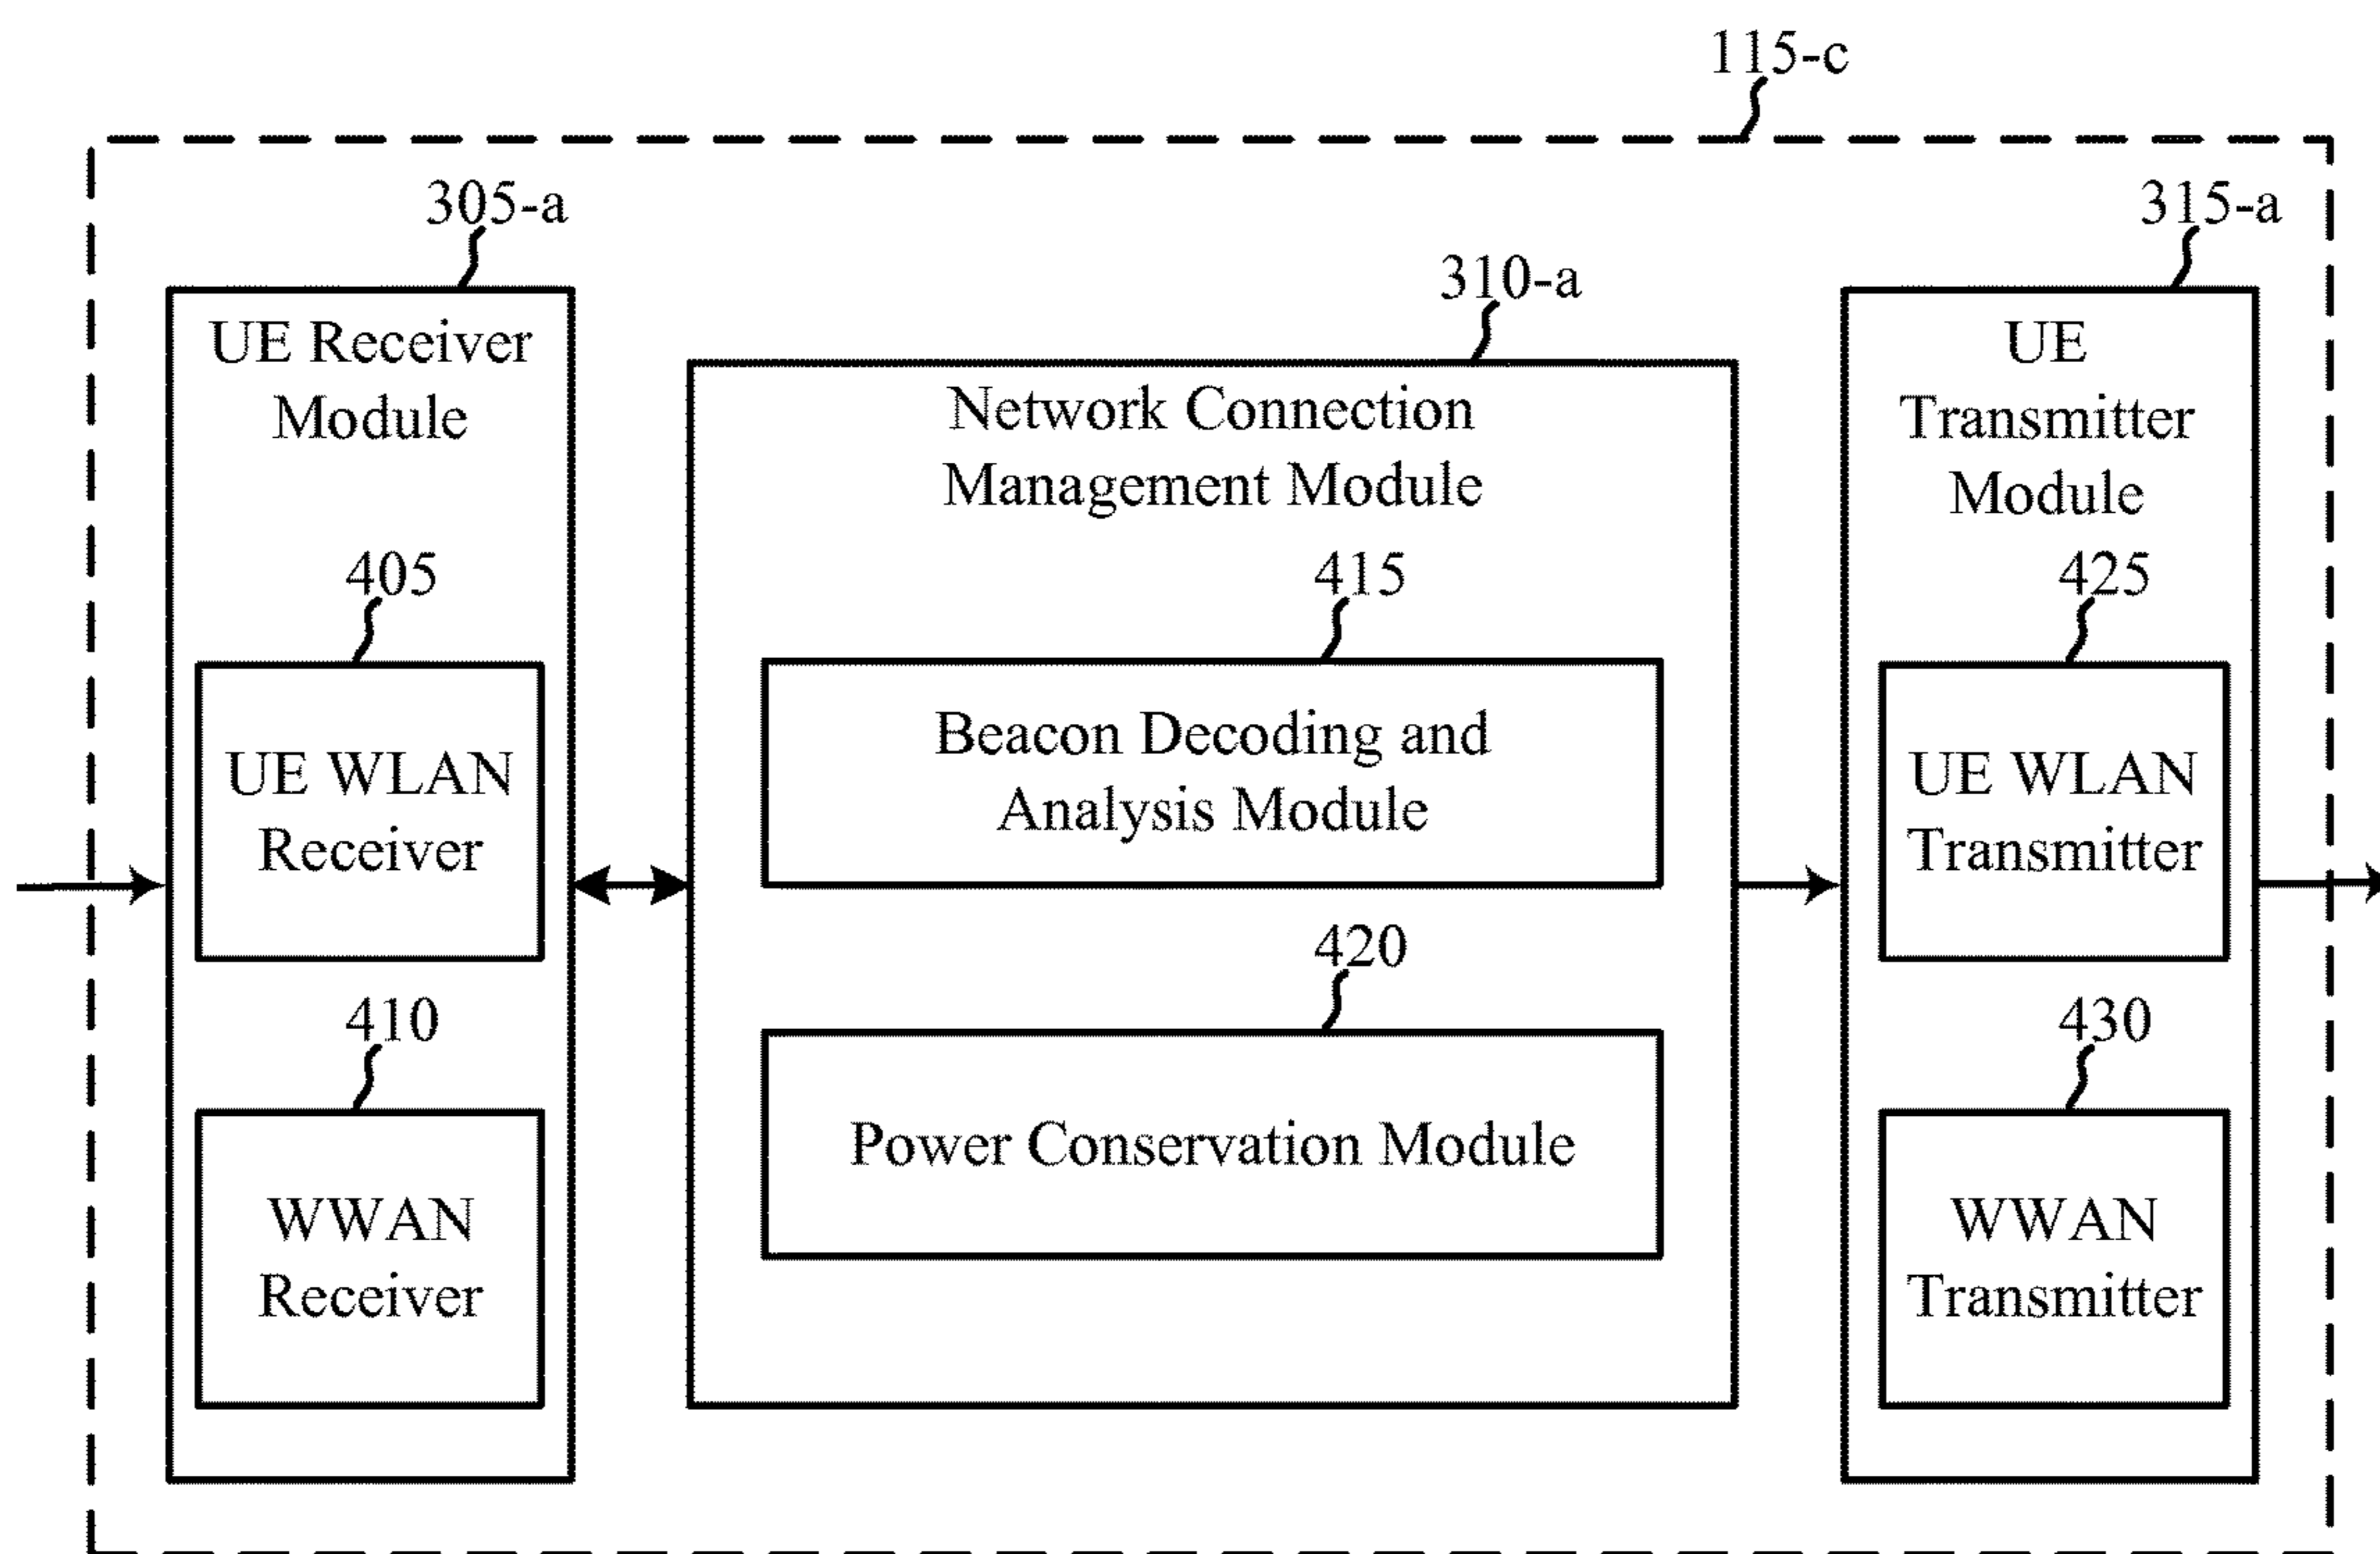 115-c
305-a
UE Receiver
Module
405
UE WLAN
Receiver
410
WWAN
Receiver
310-a
Network Connection
Management Module
415
Beacon Decoding and
Analysis Module
420
Power Conservation Module
315-a
UE
Transmitter
Module
425
UE WLAN
Transmitter
430
WWAN
Transmitter